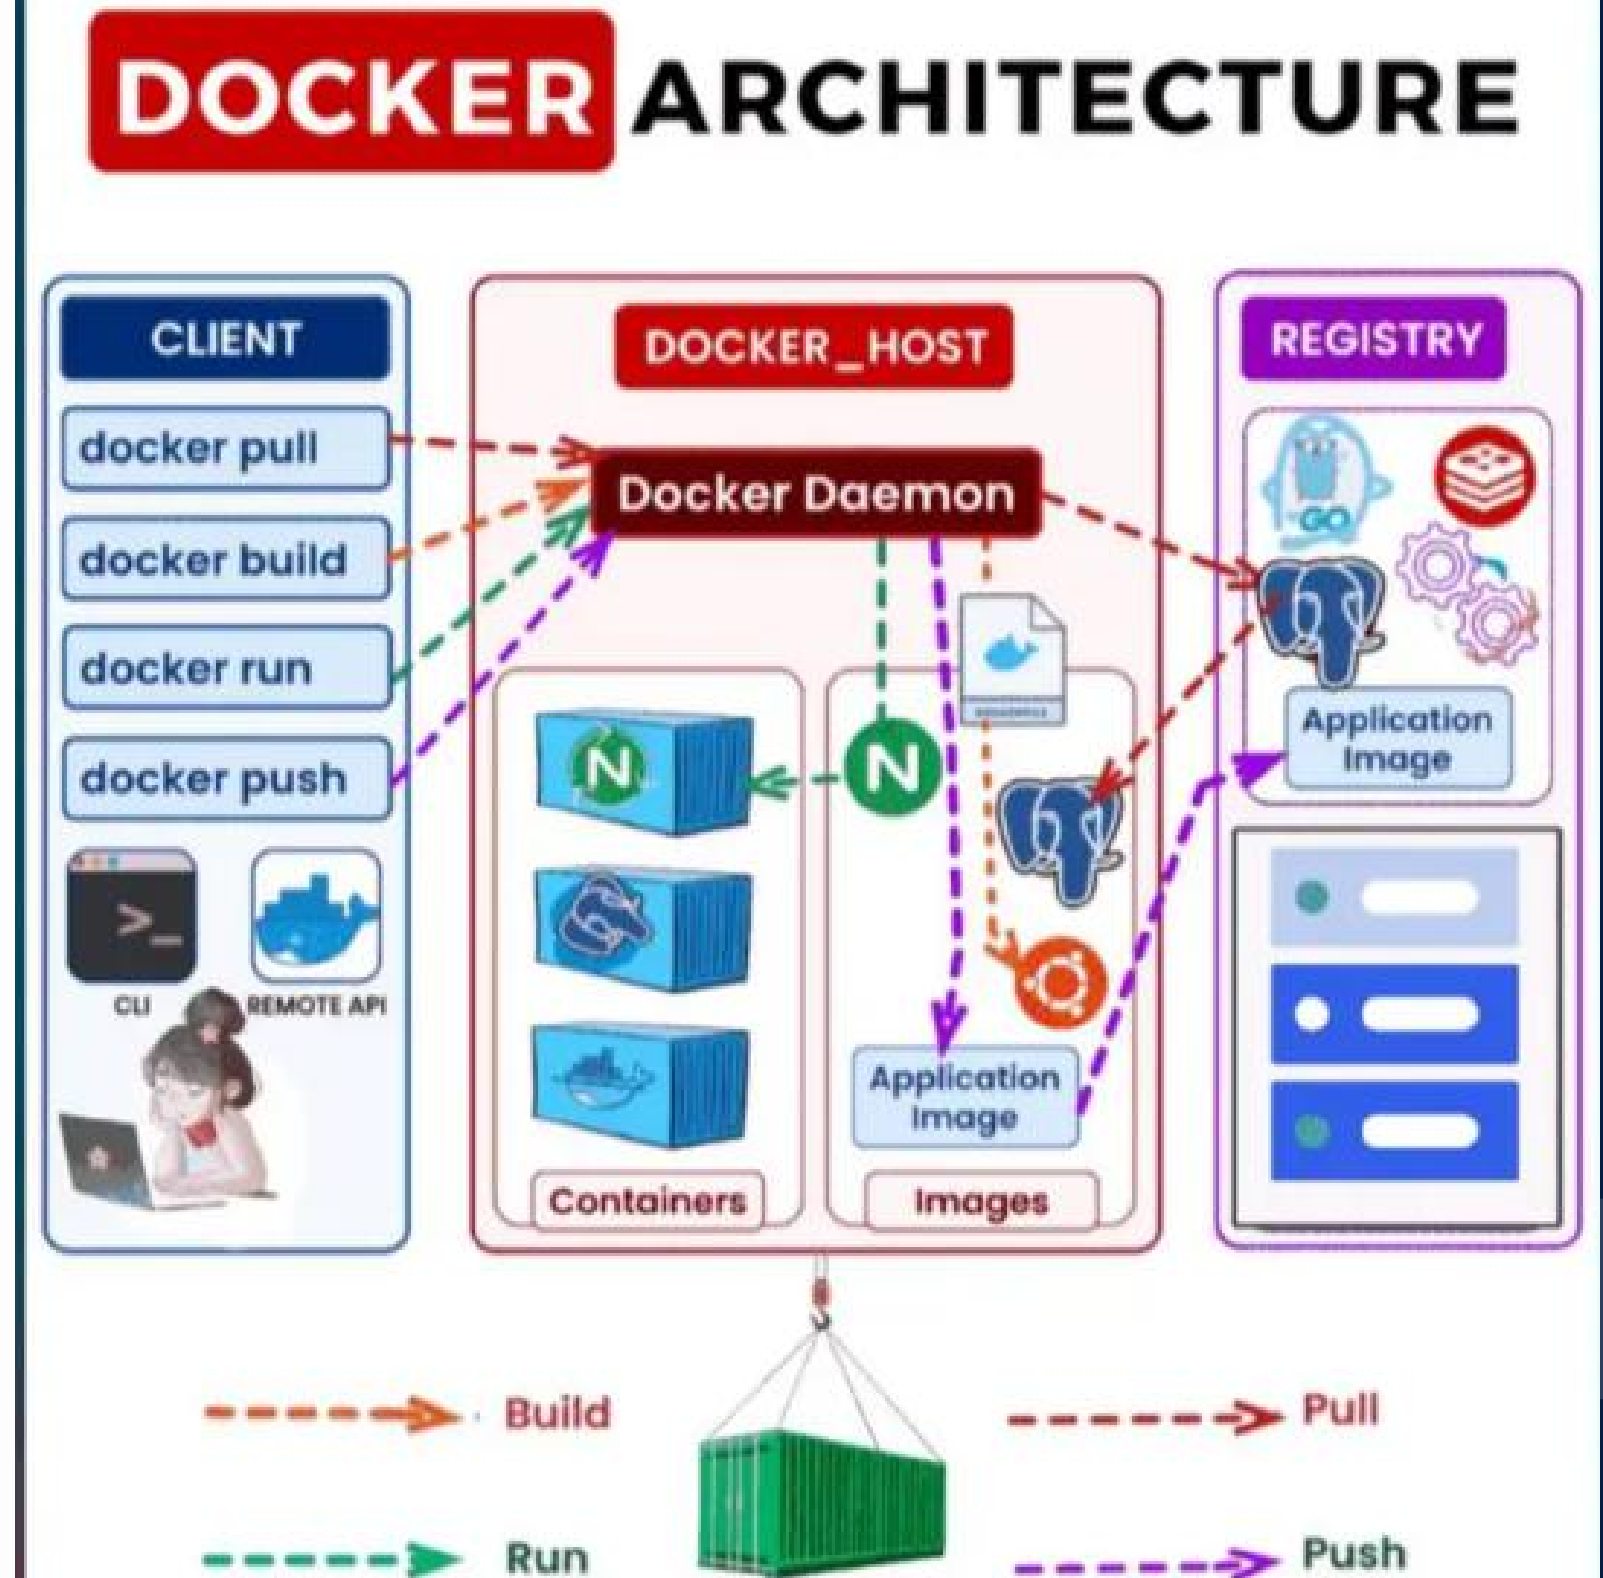 DOCKER ARCHITECTURE
CLIENT
docker pull
docker build
docker run
docker push
CLI
REMOTE API
DOCKER_HOST
Docker Daemon
N
N
Application
Image
Containers
Images
REGISTRY
GO
Application
Image
Build
Pull
Run
Push